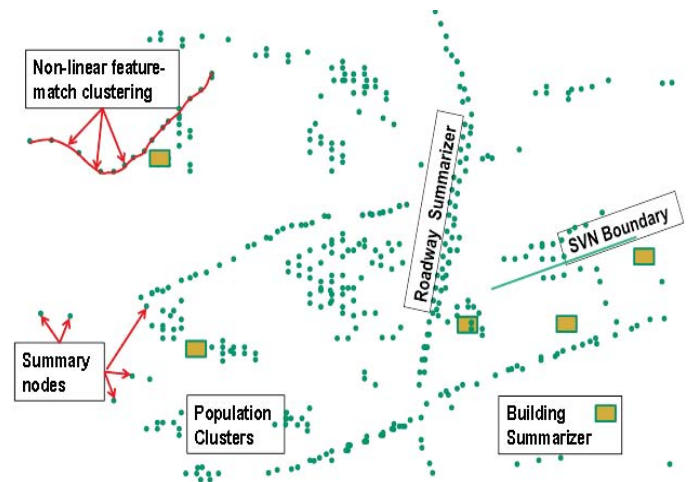 Non-linear feature-
match clustering
Roadway Summarizer
SVN Boundary
Summary
nodes
Population
Clusters
Building
Summarizer